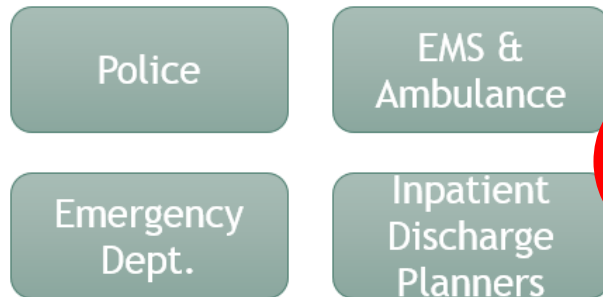 Police
EMS &
Ambulance
Emergency
Dept.
Inpatient
Discharge
Planners